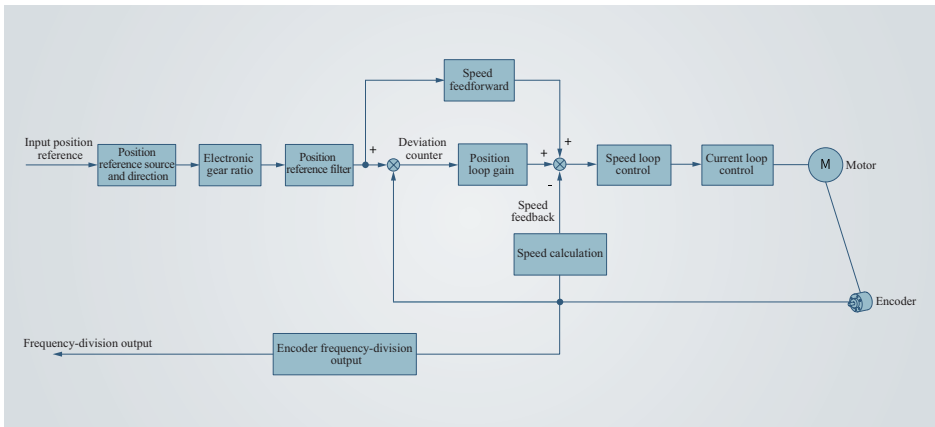 Speed
feedforward
Input position
reference
Position
reference source
and direction
Electronic
gear ratio
Position
reference filter
+
Deviation
counter
Position
loop gain
+
+
-
Speed loop
control
Current loop
control
M
Motor
Speed
feedback
Speed calculation
Encoder
Frequency-division output
Encoder frequency-division
output